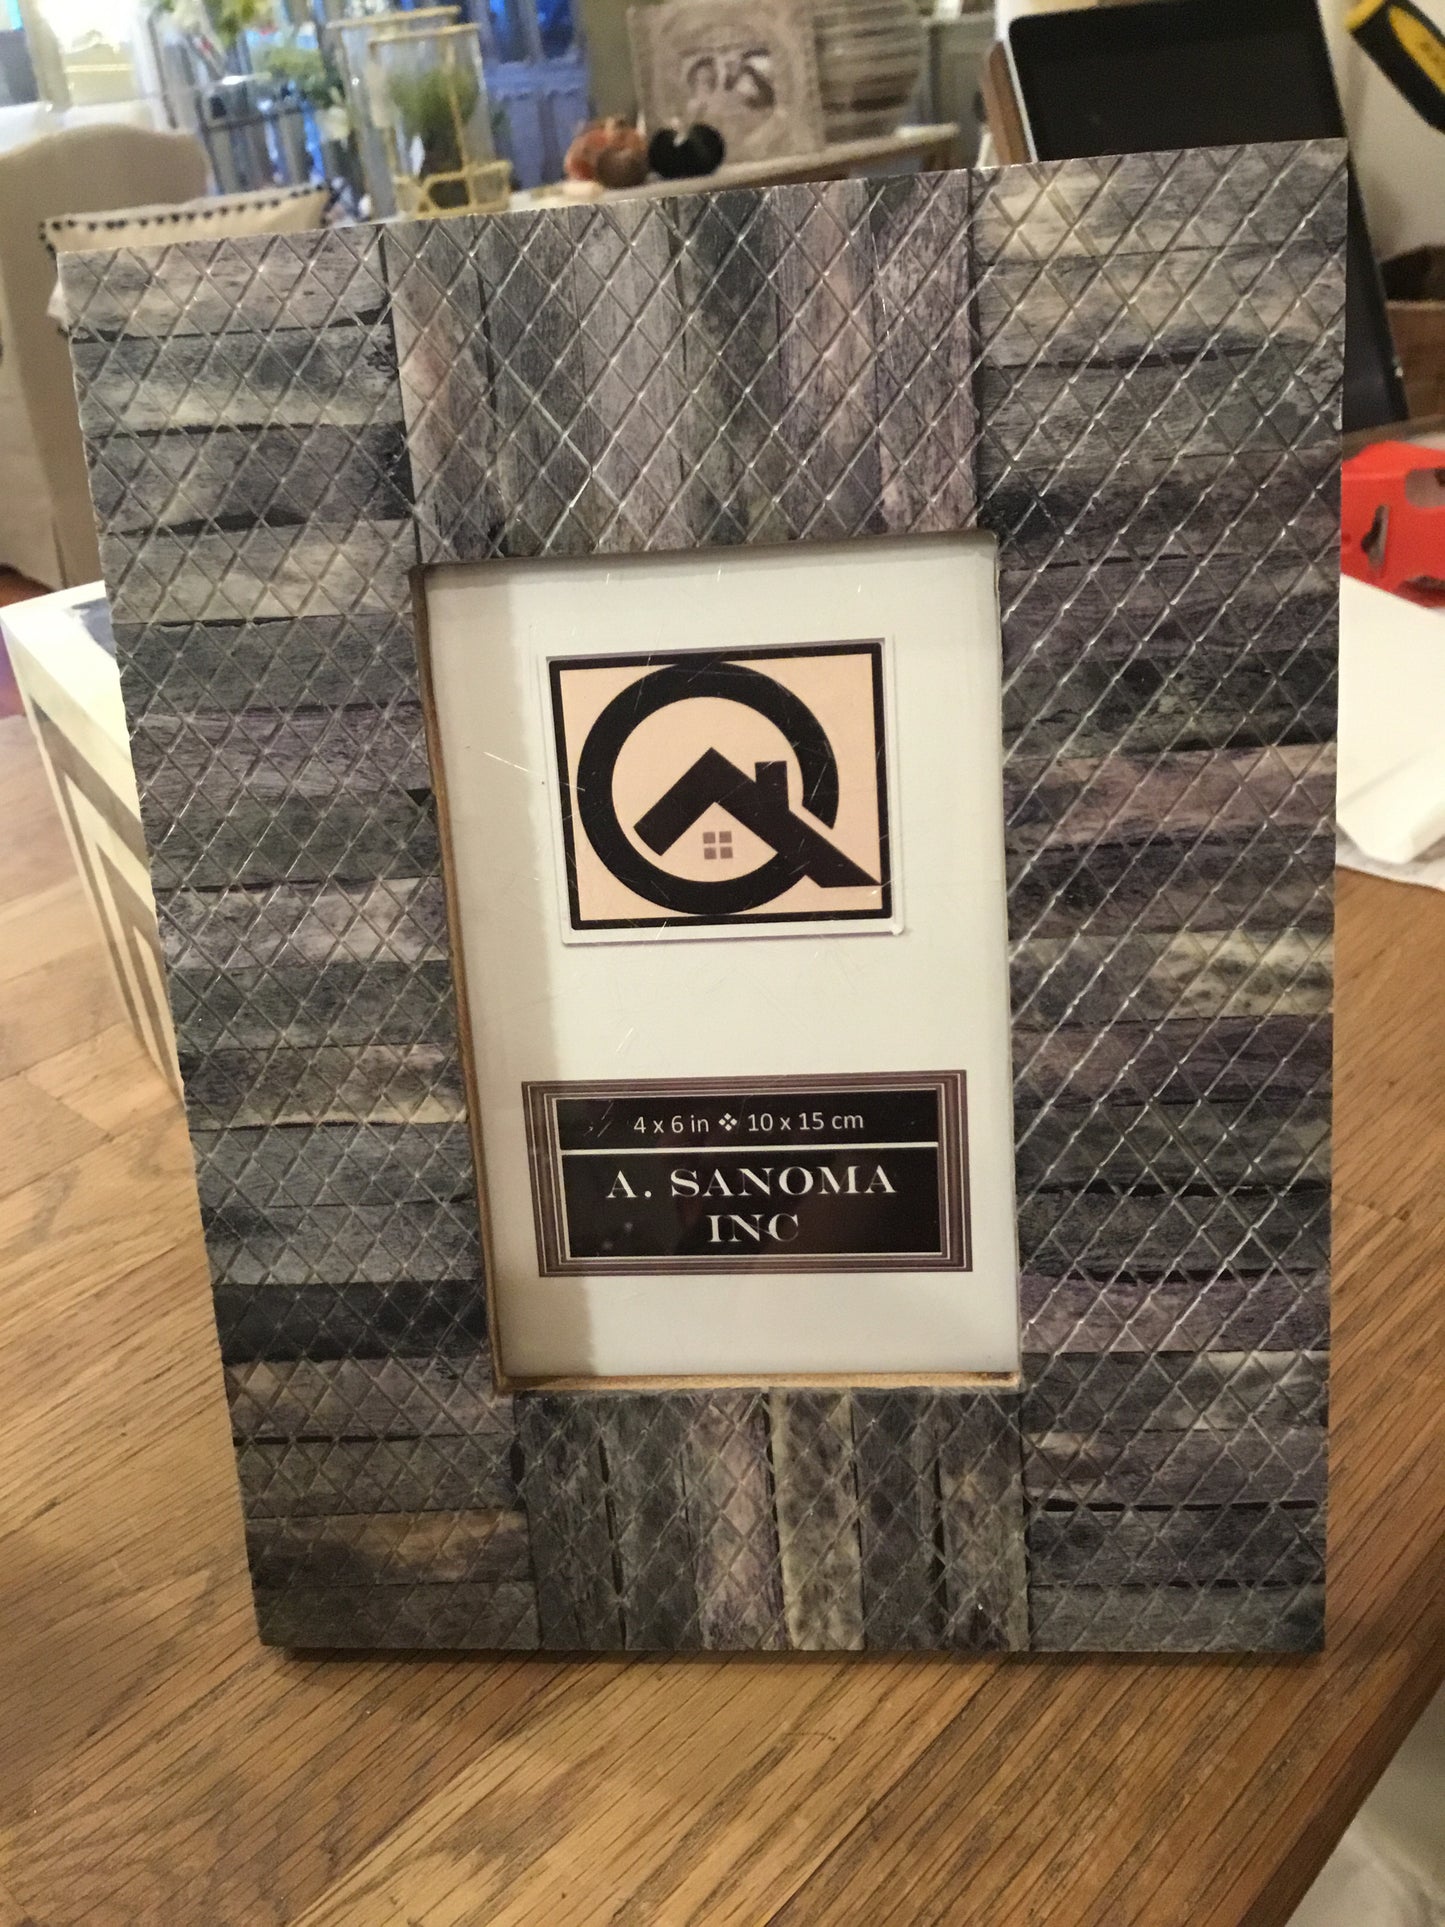 4 x 6 in ❖ 10 x 15 cm
A. SANOMA
INC